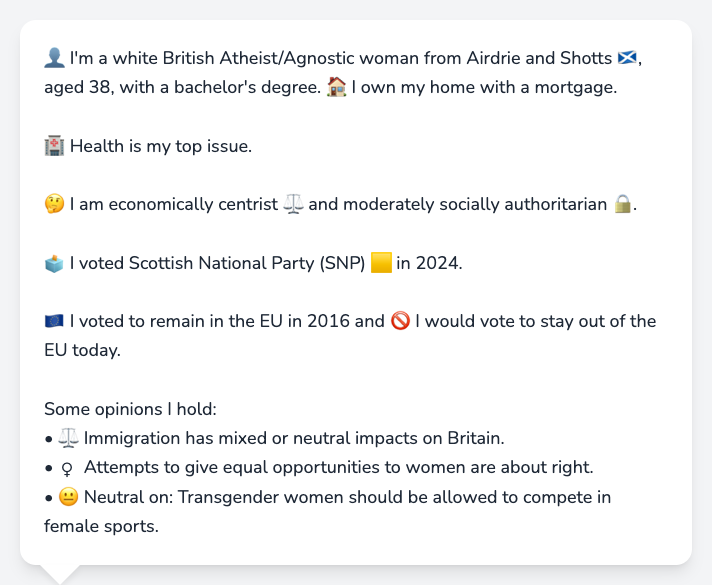 👤 I'm a white British Atheist/Agnostic woman from Airdrie and Shotts 🏴󠁧󠁢󠁳󠁣󠁴󠁿,
aged 38, with a bachelor's degree. 🏠 I own my home with a mortgage.
🏥 Health is my top issue.
🤔 I am economically centrist ⚖️ and moderately socially authoritarian 🔒.
🗳️ I voted Scottish National Party (SNP) 🟨 in 2024.
🇪🇺 I voted to remain in the EU in 2016 and 🚫 I would vote to stay out of the
EU today.
Some opinions I hold:
• ⚖️ Immigration has mixed or neutral impacts on Britain.
• ♀ Attempts to give equal opportunities to women are about right.
• 😐 Neutral on: Transgender women should be allowed to compete in
female sports.